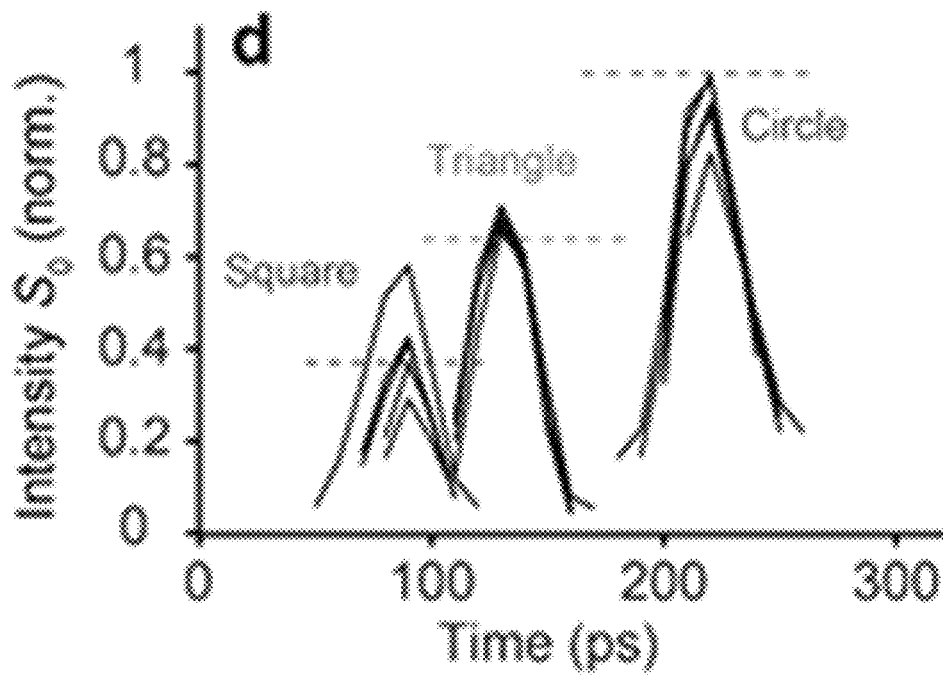 d
Intensity S₀ (norm.)
1
0.8
0.6
0.4
0.2
0
Square
Triangle
Circle
0 100 200 300
Time (ps)